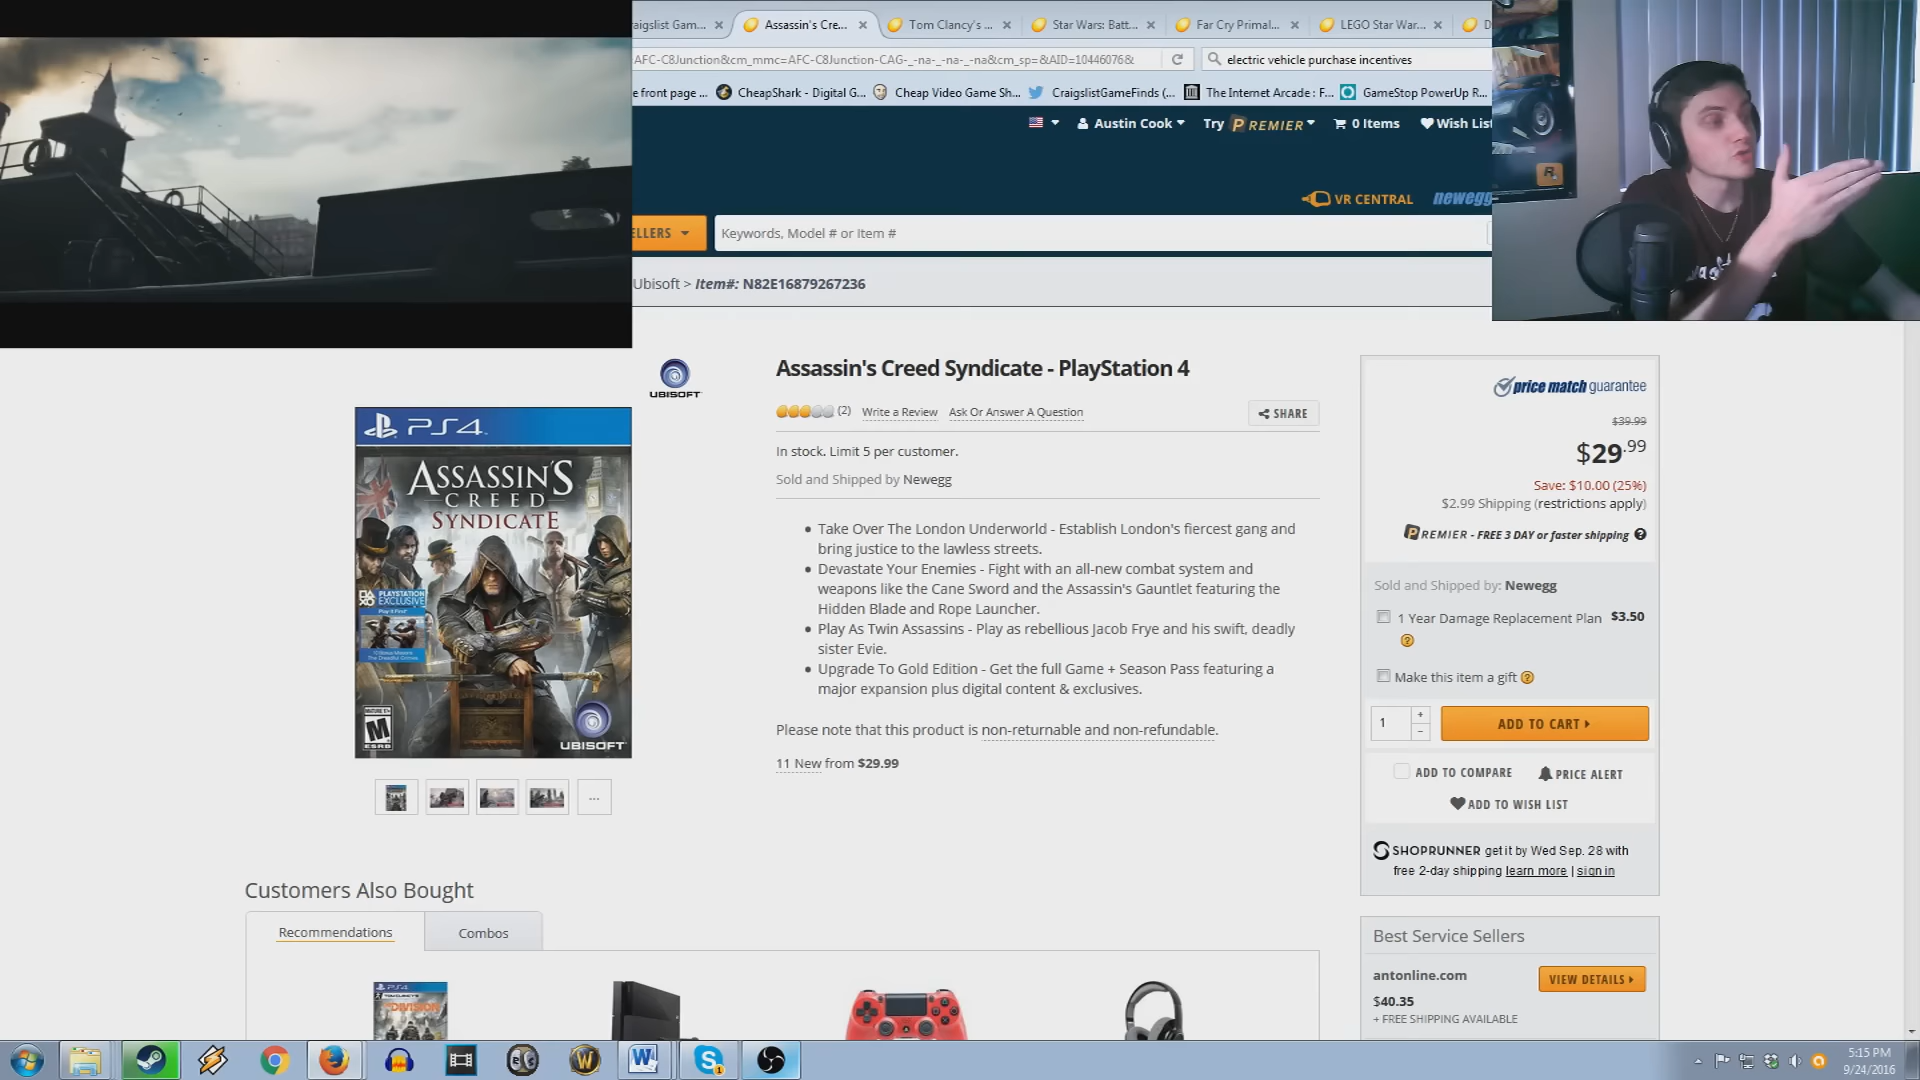 raigslist Gam...
Assassin's Cre...
Tom Clancy's ...
Star Wars: Batt...
Far Cry Primal...
LEGO Star War...
D
AFC-C8Junction&cm_mmc=AFC-C8Junction-CAG-_-na-_-na-_-na&cm_sp=&AID=10446076&
electric vehicle purchase incentives
e front page ...
CheapShark - Digital G...
Cheap Video Game Sh...
CraigslistGameFinds (...
The Internet Arcade : F...
GameStop PowerUp R...
Austin Cook
Try PREMIER
0 Items
Wish List
VR CENTRAL
newegg
ELLERS
Keywords, Model # or Item #
Ubisoft > Item#: N82E16879267236
R
UBISOFT
Assassin's Creed Syndicate - PlayStation 4
(2)
Write a Review
Ask Or Answer A Question
SHARE
In stock. Limit 5 per customer.
Sold and Shipped by Newegg
Take Over The London Underworld - Establish London's fiercest gang and
bring justice to the lawless streets.
Devastate Your Enemies - Fight with an all-new combat system and
weapons like the Cane Sword and the Assassin's Gauntlet featuring the
Hidden Blade and Rope Launcher.
Play As Twin Assassins - Play as rebellious Jacob Frye and his swift, deadly
sister Evie.
Upgrade To Gold Edition - Get the full Game + Season Pass featuring a
major expansion plus digital content & exclusives.
Please note that this product is non-returnable and non-refundable.
11 New from $29.99
PS4
ASSASSIN'S
CREED
SYNDICATE
PLAYSTATION
EXCLUSIVE
MATURE 17+
M
ESRB
UBISOFT
...
price match guarantee
$39.99
$29.99
Save: $10.00 (25%)
$2.99 Shipping (restrictions apply)
PREMIER - FREE 3 DAY or faster shipping ?
Sold and Shipped by: Newegg
1 Year Damage Replacement Plan $3.50
?
Make this item a gift ?
1
+
−
ADD TO CART
ADD TO COMPARE
PRICE ALERT
ADD TO WISH LIST
SHOPRUNNER get it by Wed Sep. 28 with
free 2-day shipping learn more | sign in
Customers Also Bought
Recommendations
Combos
PS4
TOM CLANCY'S
THE DIVISION
Best Service Sellers
antonline.com
VIEW DETAILS
$40.35
+ FREE SHIPPING AVAILABLE
5:15 PM
9/24/2016